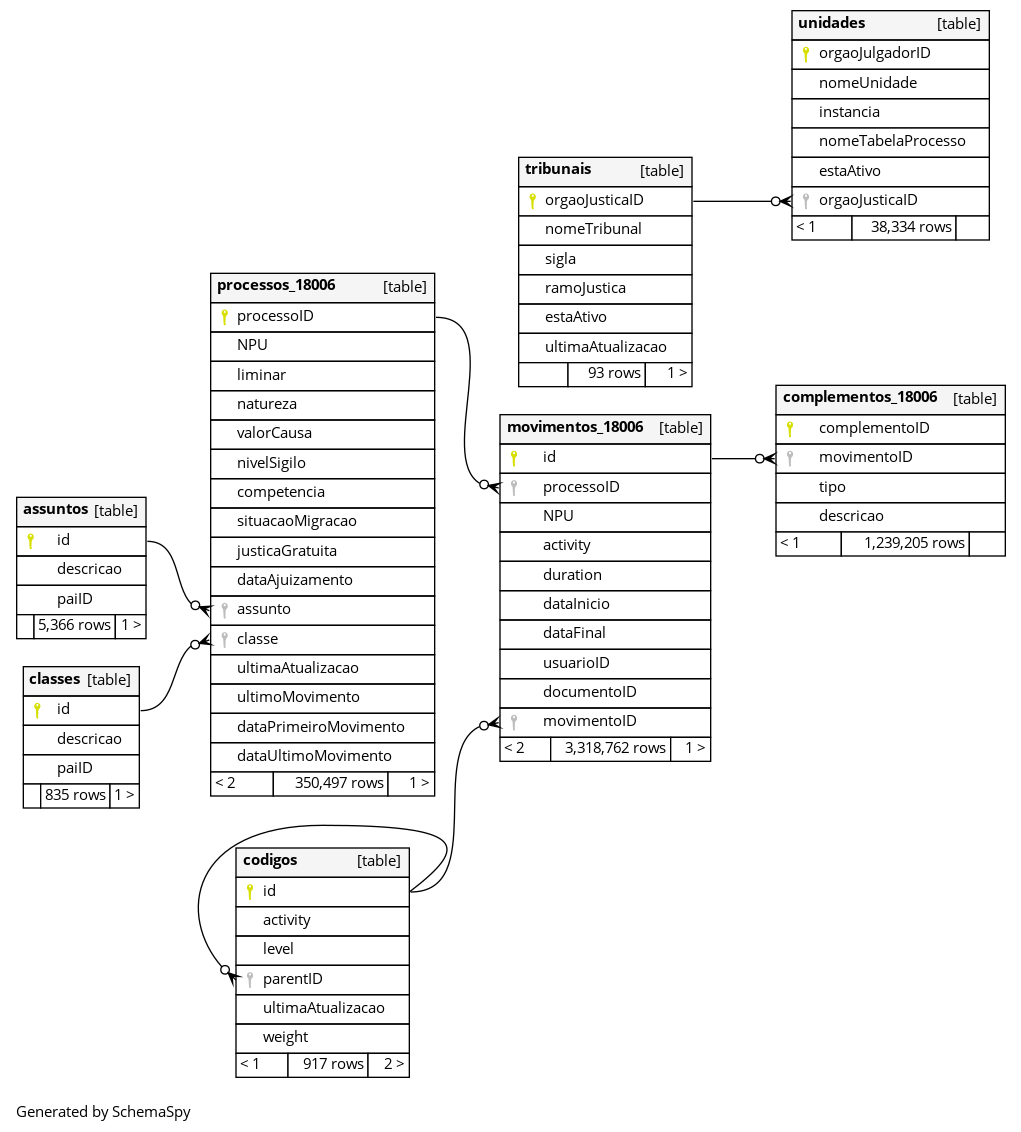 unidades [table]
orgaoJulgadorID
nomeUnidade
instancia
nomeTabelaProcesso
estaAtivo
orgaoJusticaID
< 1 38,334 rows
tribunais [table]
orgaoJusticaID
nomeTribunal
sigla
ramoJustica
estaAtivo
ultimaAtualizacao
93 rows 1 >
processos_18006 [table]
processoID
NPU
liminar
natureza
valorCausa
nivelSigilo
competencia
situacaoMigracao
justicaGratuita
dataAjuizamento
assunto
classe
ultimaAtualizacao
ultimoMovimento
dataPrimeiroMovimento
dataUltimoMovimento
< 2 350,497 rows 1 >
complementos_18006 [table]
complementoID
movimentoID
tipo
descricao
< 1 1,239,205 rows
movimentos_18006 [table]
id
processoID
NPU
activity
duration
dataInicio
dataFinal
usuarioID
documentoID
movimentoID
< 2 3,318,762 rows 1 >
assuntos [table]
id
descricao
paiID
5,366 rows 1 >
classes [table]
id
descricao
paiID
835 rows 1 >
codigos [table]
id
activity
level
parentID
ultimaAtualizacao
weight
< 1 917 rows 2 >
Generated by SchemaSpy